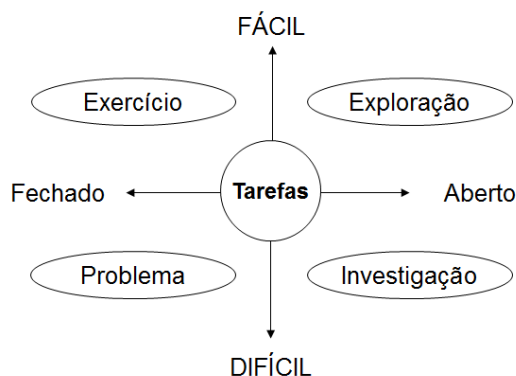 FÁCIL
Exercício
Exploração
Fechado
Tarefas
Aberto
Problema
Investigação
DIFÍCIL